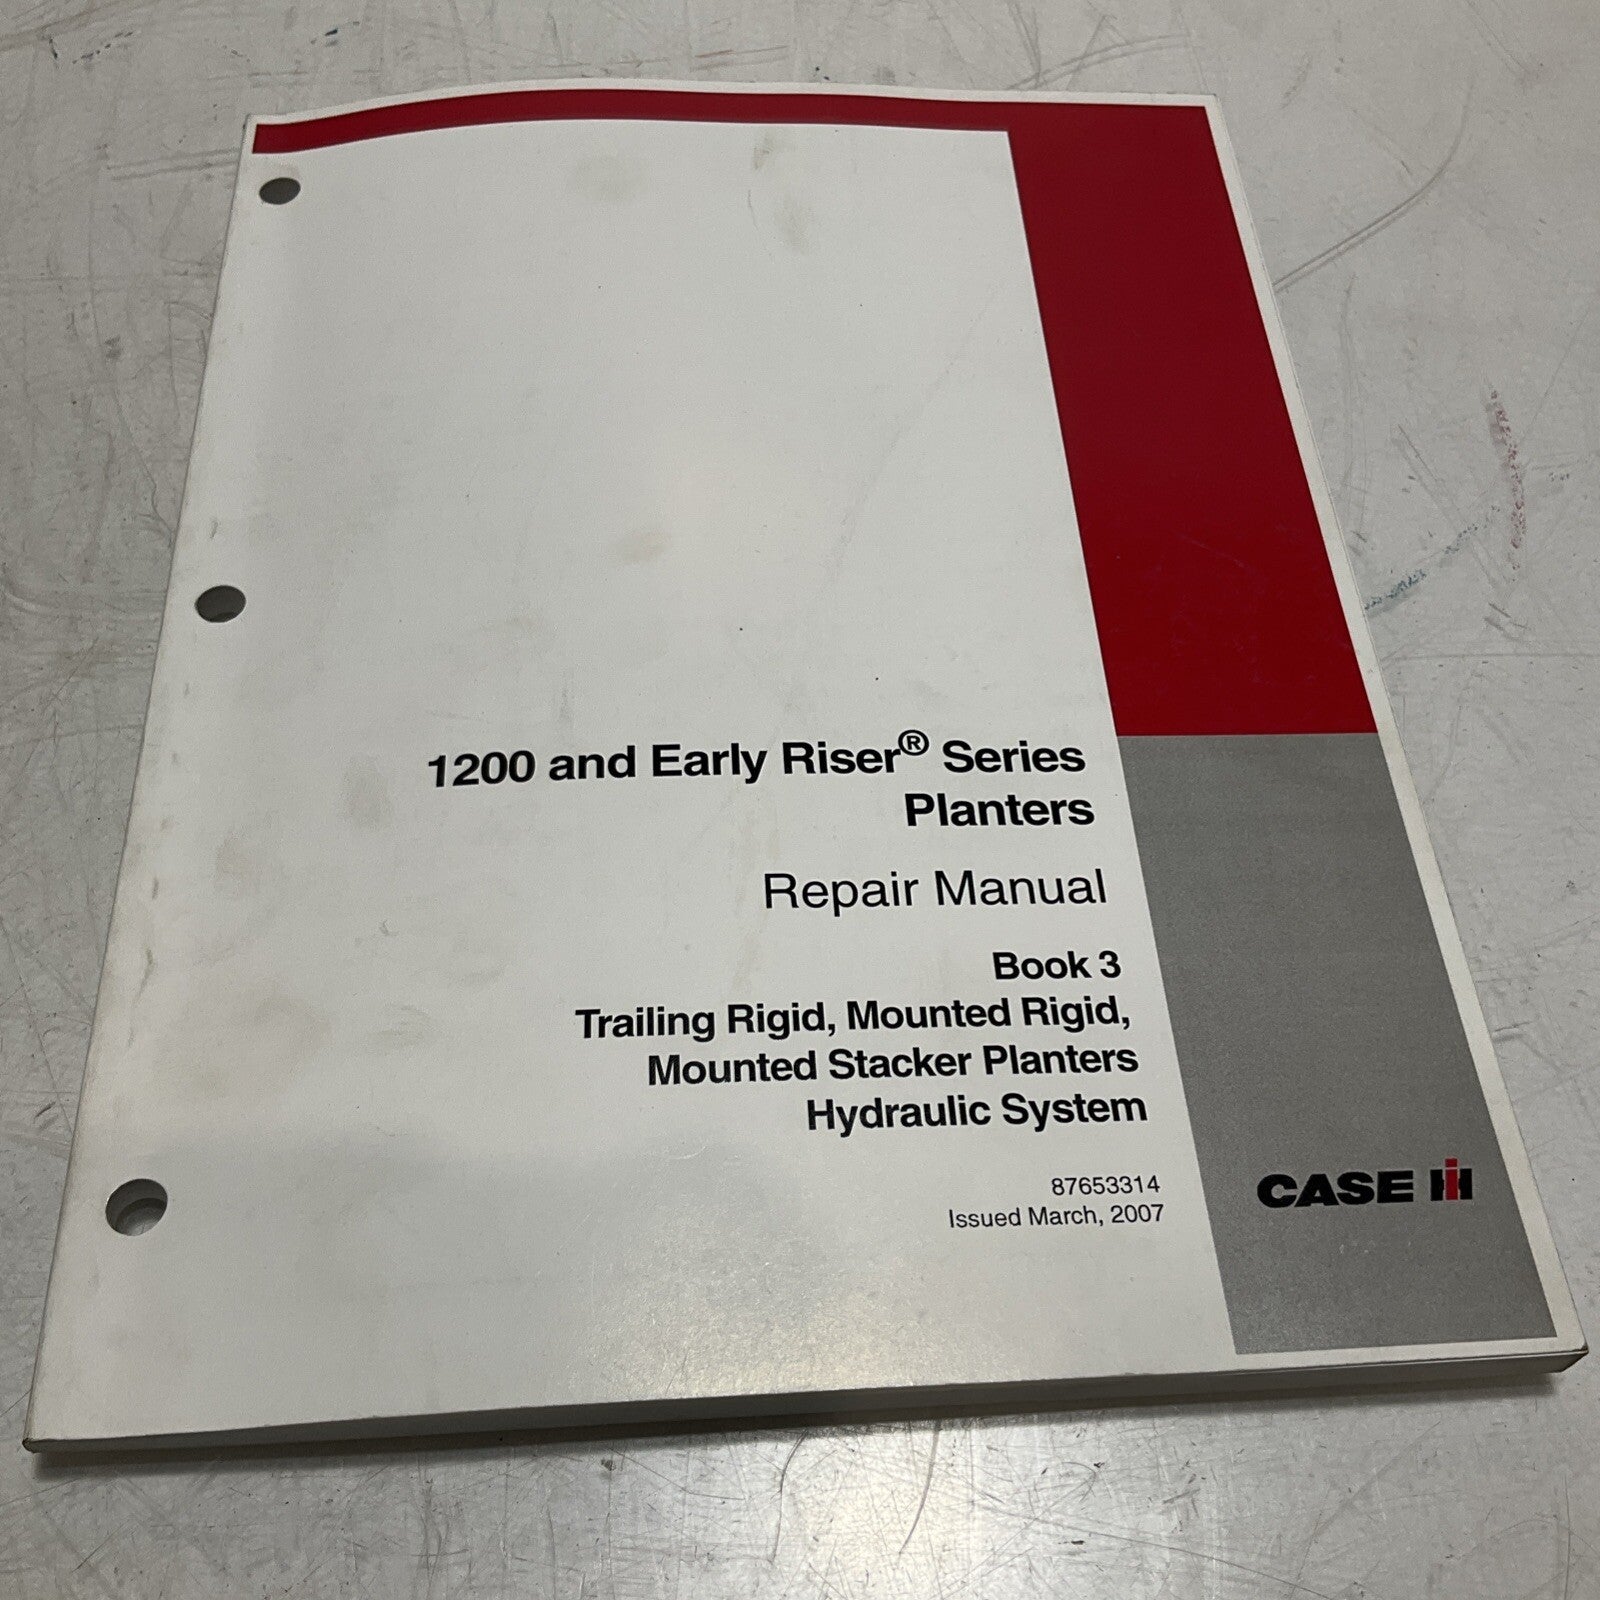 1200 and Early Riser® Series
Planters
Repair Manual
Book 3
Trailing Rigid, Mounted Rigid,
Mounted Stacker Planters
Hydraulic System
87653314
Issued March, 2007
CASE IH